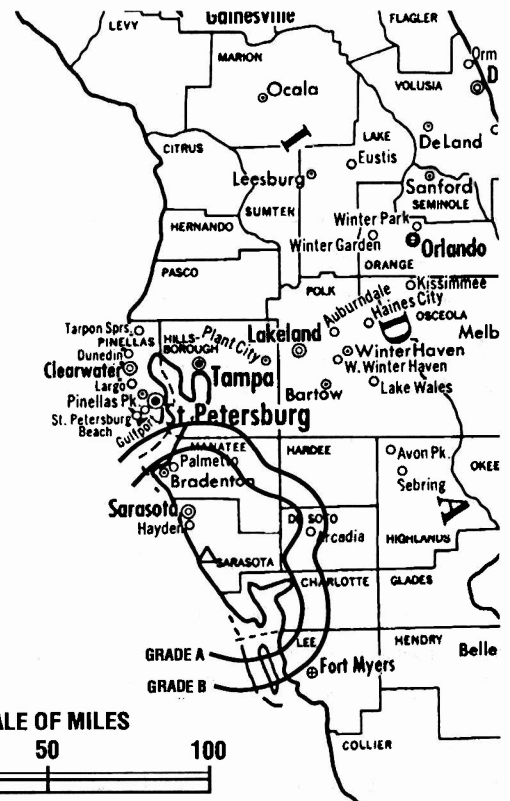 Gainesville
FLAGLER
LEVY
MARION
Orm
D
VOLUSIA
Ocala
I
LAKE
DeLand
CITRUS
Eustis
Leesburg
Sanford
SEMINOLE
SUMTER
Winter Park
HERNANDO
Winter Garden
Orlando
ORANGE
PASCO
Kissimmee
POLK
OSCEOLA
Auburndale
Haines City
Tarpon Sprs.
PINELLAS
HILLS-
BOROUGH
Plant City
Lakeland
D
Melb
Dunedin
Winter Haven
Clearwater
W. Winter Haven
Tampa
Largo
Bartow
Lake Wales
Pinellas Pk.
St. Petersburg
St. Petersburg
Beach
Gulfport
MANATEE
HARDEE
Avon Pk.
Palmetto
OKEE
Bradenton
Sebring
A
Sarasota
DE SOTO
Hayden
Arcadia
HIGHLANDS
SARASOTA
CHARLOTTE
GLADES
LEE
HENDRY
GRADE A
Belle
Fort Myers
GRADE B
ALE OF MILES
COLLIER
50
100